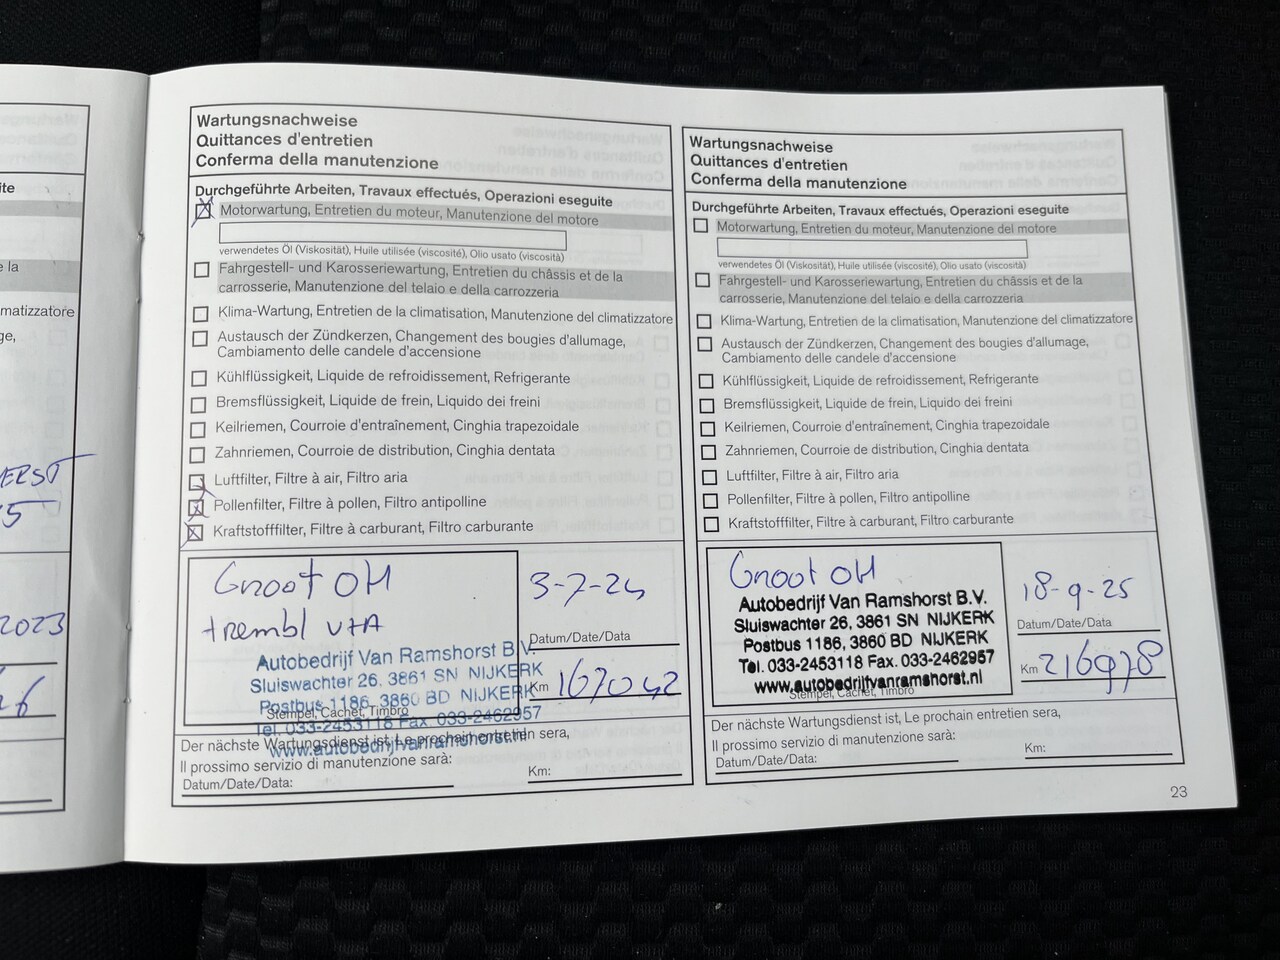 ite
e la
matizzatore
ge,
ERST
5
2023
26
Wartungsnachweise
Quittances d'entretien
Conferma della manutenzione
Durchgeführte Arbeiten, Travaux effectués, Operazioni eseguite
Motorwartung, Entretien du moteur, Manutenzione del motore
verwendetes Öl (Viskosität), Huile utilisée (viscosité), Olio usato (viscosità)
Fahrgestell- und Karosseriewartung, Entretien du châssis et de la
carrosserie, Manutenzione del telaio e della carrozzeria
Klima-Wartung, Entretien de la climatisation, Manutenzione del climatizzatore
Austausch der Zündkerzen, Changement des bougies d'allumage,
Cambiamento delle candele d'accensione
Kühlflüssigkeit, Liquide de refroidissement, Refrigerante
Bremsflüssigkeit, Liquide de frein, Liquido dei freini
Keilriemen, Courroie d'entraînement, Cinghia trapezoidale
Zahnriemen, Courroie de distribution, Cinghia dentata
Luftfilter, Filtre à air, Filtro aria
Pollenfilter, Filtre à pollen, Filtro antipolline
Kraftstofffilter, Filtre à carburant, Filtro carburante
Groot OH
trembl v+A
Autobedrijf Van Ramshorst B.V.
Sluiswachter 26, 3861 SN NIJKERK
Postbus 1186, 3860 BD NIJKERK
Stempel, Cachet, Timbro
Tel. 033-2453118 Fax 033-2462957
www.autobedrijfvanramshorst.nl
3-7-24
Datum/Date/Data
Km 167042
Der nächste Wartungsdienst ist, Le prochain entretien sera,
Il prossimo servizio di manutenzione sarà:
Datum/Date/Data:
Km:
Wartungsnachweise
Quittances d'entretien
Conferma della manutenzione
Durchgeführte Arbeiten, Travaux effectués, Operazioni eseguite
Motorwartung, Entretien du moteur, Manutenzione del motore
verwendetes Öl (Viskosität), Huile utilisée (viscosité), Olio usato (viscosità)
Fahrgestell- und Karosseriewartung, Entretien du châssis et de la
carrosserie, Manutenzione del telaio e della carrozzeria
Klima-Wartung, Entretien de la climatisation, Manutenzione del climatizzatore
Austausch der Zündkerzen, Changement des bougies d'allumage,
Cambiamento delle candele d'accensione
Kühlflüssigkeit, Liquide de refroidissement, Refrigerante
Bremsflüssigkeit, Liquide de frein, Liquido dei freini
Keilriemen, Courroie d'entraînement, Cinghia trapezoidale
Zahnriemen, Courroie de distribution, Cinghia dentata
Luftfilter, Filtre à air, Filtro aria
Pollenfilter, Filtre à pollen, Filtro antipolline
Kraftstofffilter, Filtre à carburant, Filtro carburante
Groot OH
Autobedrijf Van Ramshorst B.V.
Sluiswachter 26, 3861 SN NIJKERK
Postbus 1186, 3860 BD NIJKERK
Tel. 033-2453118 Fax. 033-2462957
www.autobedrijfvanramshorst.nl
Stempel, Cachet, Timbro
18-9-25
Datum/Date/Data
Km 216978
Der nächste Wartungsdienst ist, Le prochain entretien sera,
Il prossimo servizio di manutenzione sarà:
Datum/Date/Data:
Km:
23